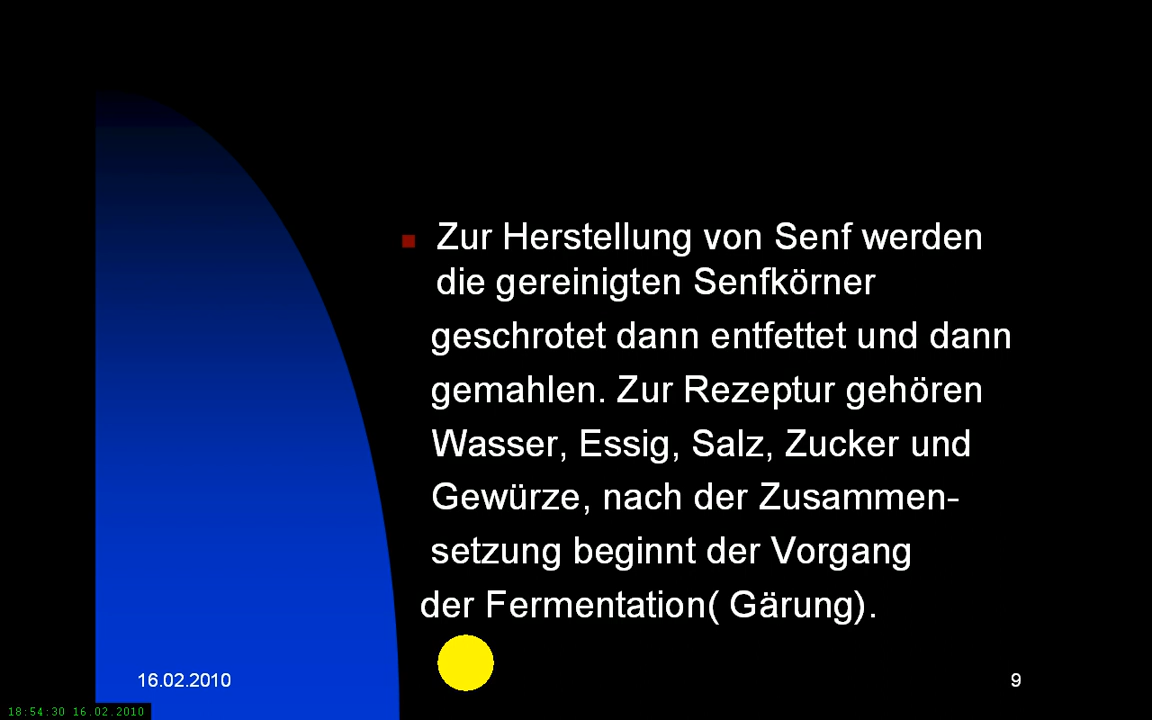 Zur Herstellung von Senf werden
die gereinigten Senfkörner
geschrotet dann entfettet und dann
gemahlen. Zur Rezeptur gehören
Wasser, Essig, Salz, Zucker und
Gewürze, nach der Zusammen-
setzung beginnt der Vorgang
der Fermentation( Gärung).
16.02.2010
9
18:54:30 16.02.2010